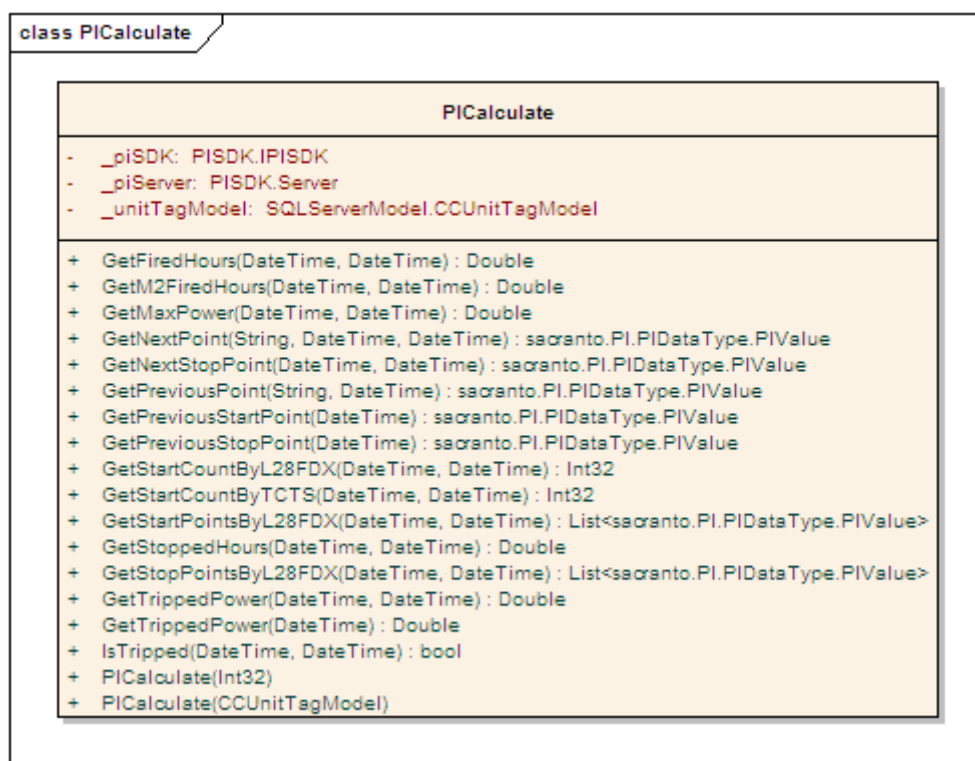 class PICalculate
PICalculate
- _piSDK: PISDK.IPISDK
- _piServer: PISDK.Server
- _unitTagModel: SQLServerModel.CCUnitTagModel
+ GetFiredHours(DateTime, DateTime) : Double
+ GetM2FiredHours(DateTime, DateTime) : Double
+ GetMaxPower(DateTime, DateTime) : Double
+ GetNextPoint(String, DateTime, DateTime) : sacranto.PI.PIDataType.PIValue
+ GetNextStopPoint(DateTime, DateTime) : sacranto.PI.PIDataType.PIValue
+ GetPreviousPoint(String, DateTime) : sacranto.PI.PIDataType.PIValue
+ GetPreviousStartPoint(DateTime) : sacranto.PI.PIDataType.PIValue
+ GetPreviousStopPoint(DateTime) : sacranto.PI.PIDataType.PIValue
+ GetStartCountByL28FDX(DateTime, DateTime) : Int32
+ GetStartCountByTCTS(DateTime, DateTime) : Int32
+ GetStartPointsByL28FDX(DateTime, DateTime) : List<sacranto.PI.PIDataType.PIValue>
+ GetStoppedHours(DateTime, DateTime) : Double
+ GetStopPointsByL28FDX(DateTime, DateTime) : List<sacranto.PI.PIDataType.PIValue>
+ GetTrippedPower(DateTime, DateTime) : Double
+ GetTrippedPower(DateTime) : Double
+ IsTripped(DateTime, DateTime) : bool
+ PICalculate(Int32)
+ PICalculate(CCUnitTagModel)